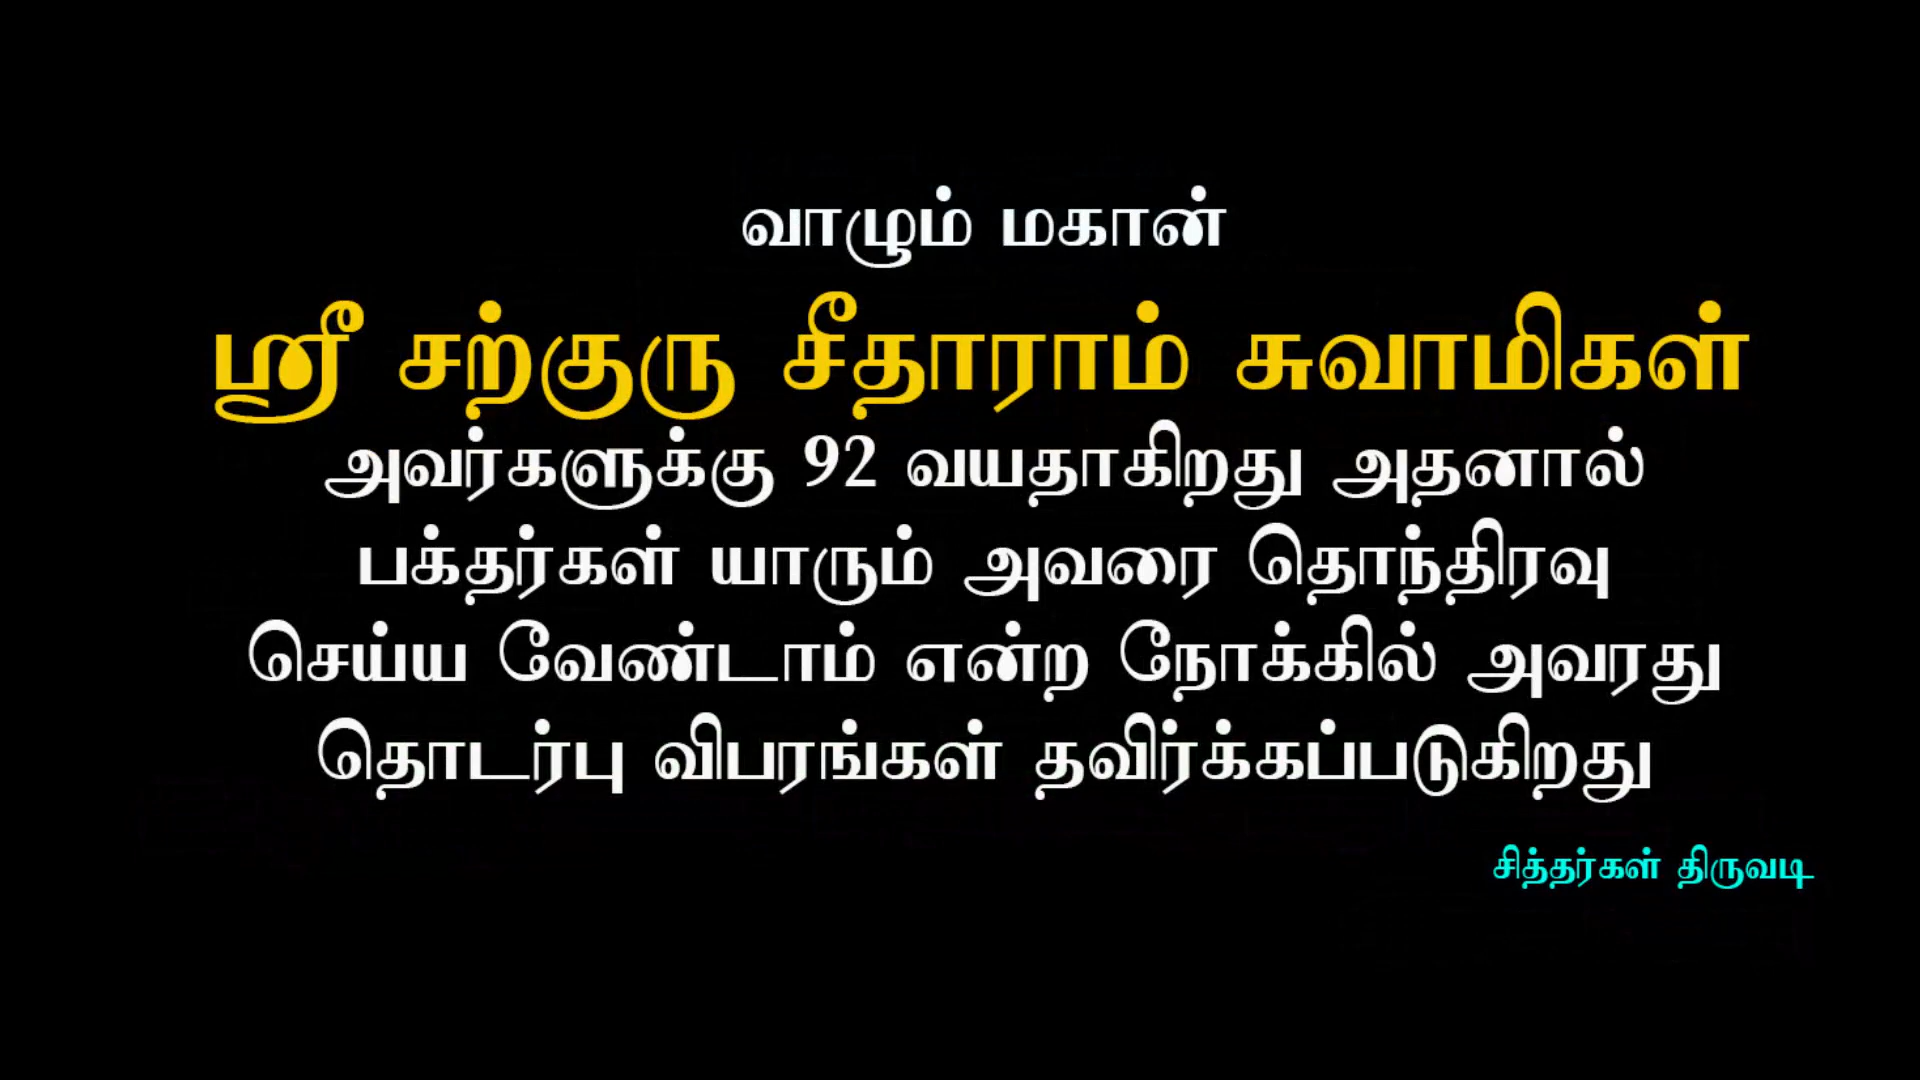 வாழும் மகான்
ஸ்ரீ சற்குரு சீதாராம் சுவாமிகள்
அவர்களுக்கு 92 வயதாகிறது அதனால்
பக்தர்கள் யாரும் அவரை தொந்திரவு
செய்ய வேண்டாம் என்ற நோக்கில் அவரது
தொடர்பு விபரங்கள் தவிர்க்கப்படுகிறது
சித்தர்கள் திருவடி